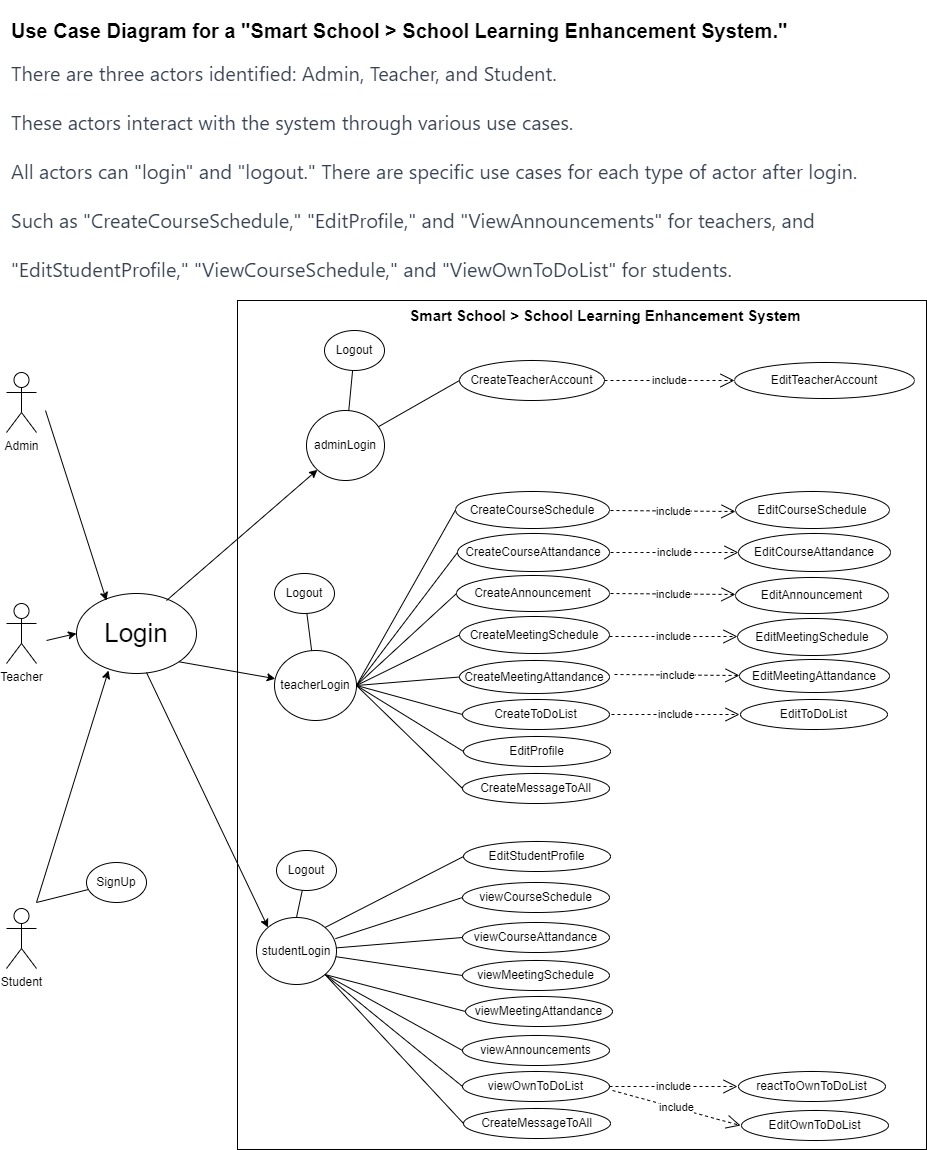 Use Case Diagram for a "Smart School > School Learning Enhancement System."
There are three actors identified: Admin, Teacher, and Student.
These actors interact with the system through various use cases.
All actors can "login" and "logout." There are specific use cases for each type of actor after login.
Such as "CreateCourseSchedule," "EditProfile," and "ViewAnnouncements" for teachers, and
"EditStudentProfile," "ViewCourseSchedule," and "ViewOwnToDoList" for students.
Smart School > School Learning Enhancement System
Logout
CreateTeacherAccount
include
EditTeacherAccount
Admin
adminLogin
CreateCourseSchedule
include
EditCourseSchedule
CreateCourseAttandance
include
EditCourseAttandance
Logout
CreateAnnouncement
include
EditAnnouncement
Login
CreateMeetingSchedule
include
EditMeetingSchedule
Teacher
teacherLogin
CreateMeetingAttandance
include
EditMeetingAttandance
CreateToDoList
include
EditToDoList
EditProfile
CreateMessageToAll
EditStudentProfile
Logout
SignUp
viewCourseSchedule
viewCourseAttandance
studentLogin
viewMeetingSchedule
Student
viewMeetingAttandance
viewAnnouncements
viewOwnToDoList
include
reactToOwnToDoList
include
CreateMessageToAll
EditOwnToDoList